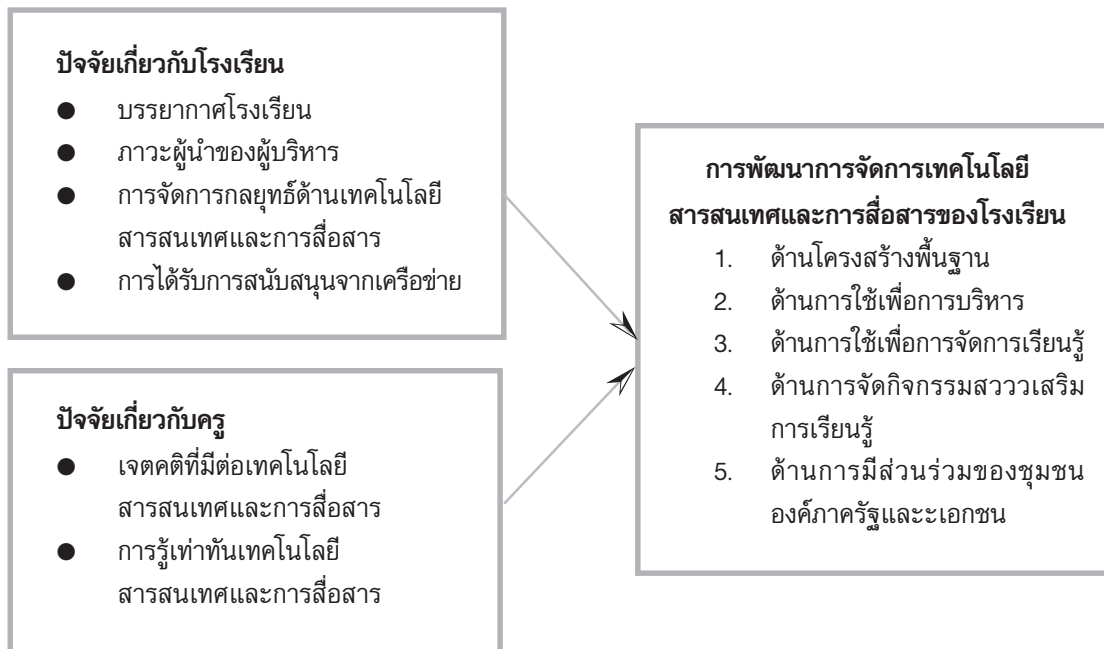 ปัจจัยเกี่ยวกับโรงเรียน
● บรรยากาศโรงเรียน
● ภาวะผู้นำของผู้บริหาร
● การจัดการกลยุทธ์ด้านเทคโนโลยี
สารสนเทศและการสื่อสาร
● การได้รับการสนับสนุนจากเครือข่าย
ปัจจัยเกี่ยวกับครู
● เจตคติที่มีต่อเทคโนโลยี
สารสนเทศและการสื่อสาร
● การรู้เท่าทันเทคโนโลยี
สารสนเทศและการสื่อสาร
การพัฒนาการจัดการเทคโนโลยี
สารสนเทศและการสื่อสารของโรงเรียน
1. ด้านโครงสร้างพื้นฐาน
2. ด้านการใช้เพื่อการบริหาร
3. ด้านการใช้เพื่อการจัดการเรียนรู้
4. ด้านการจัดกิจกรรมสวววเสริม
การเรียนรู้
5. ด้านการมีส่วนร่วมของชุมชน
องค์ภาครัฐและะเอกชน